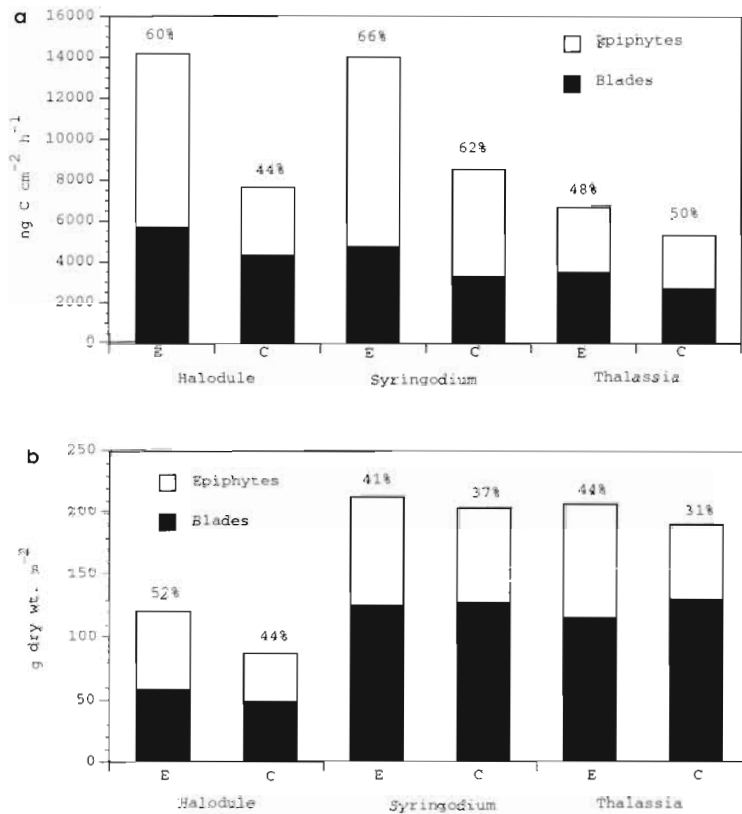 a
16000
14000
12000
10000
8000
6000
4000
2000
0
ng C cm-2 h-1
60%
44%
66%
62%
48%
50%
Epiphytes
Blades
E C E C E C
Halodule Syringodium Thalassia
b
250
200
150
100
50
0
g dry wt. m-2
Epiphytes
Blades
52%
44%
41%
37%
44%
31%
E C E C E C
Halodule Syringodium Thalassia